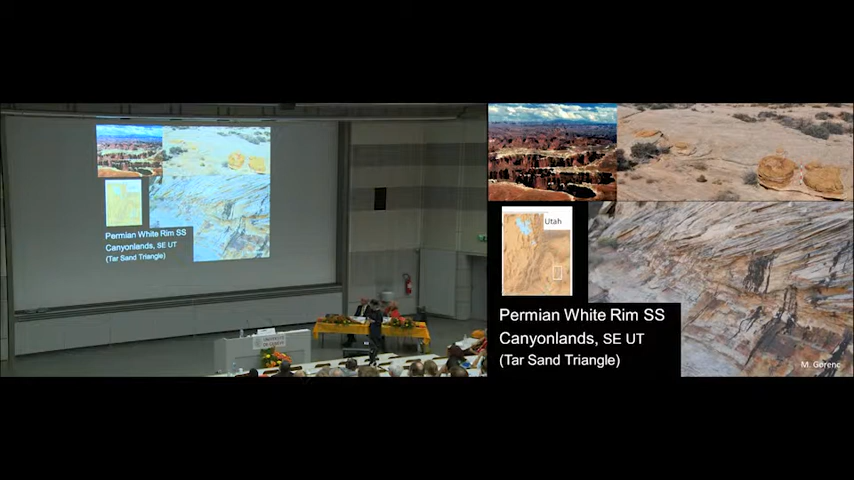 Permian White Rim SS
Canyonlands, SE UT
(Tar Sand Triangle)
Utah
Permian White Rim SS
Canyonlands, SE UT
(Tar Sand Triangle)